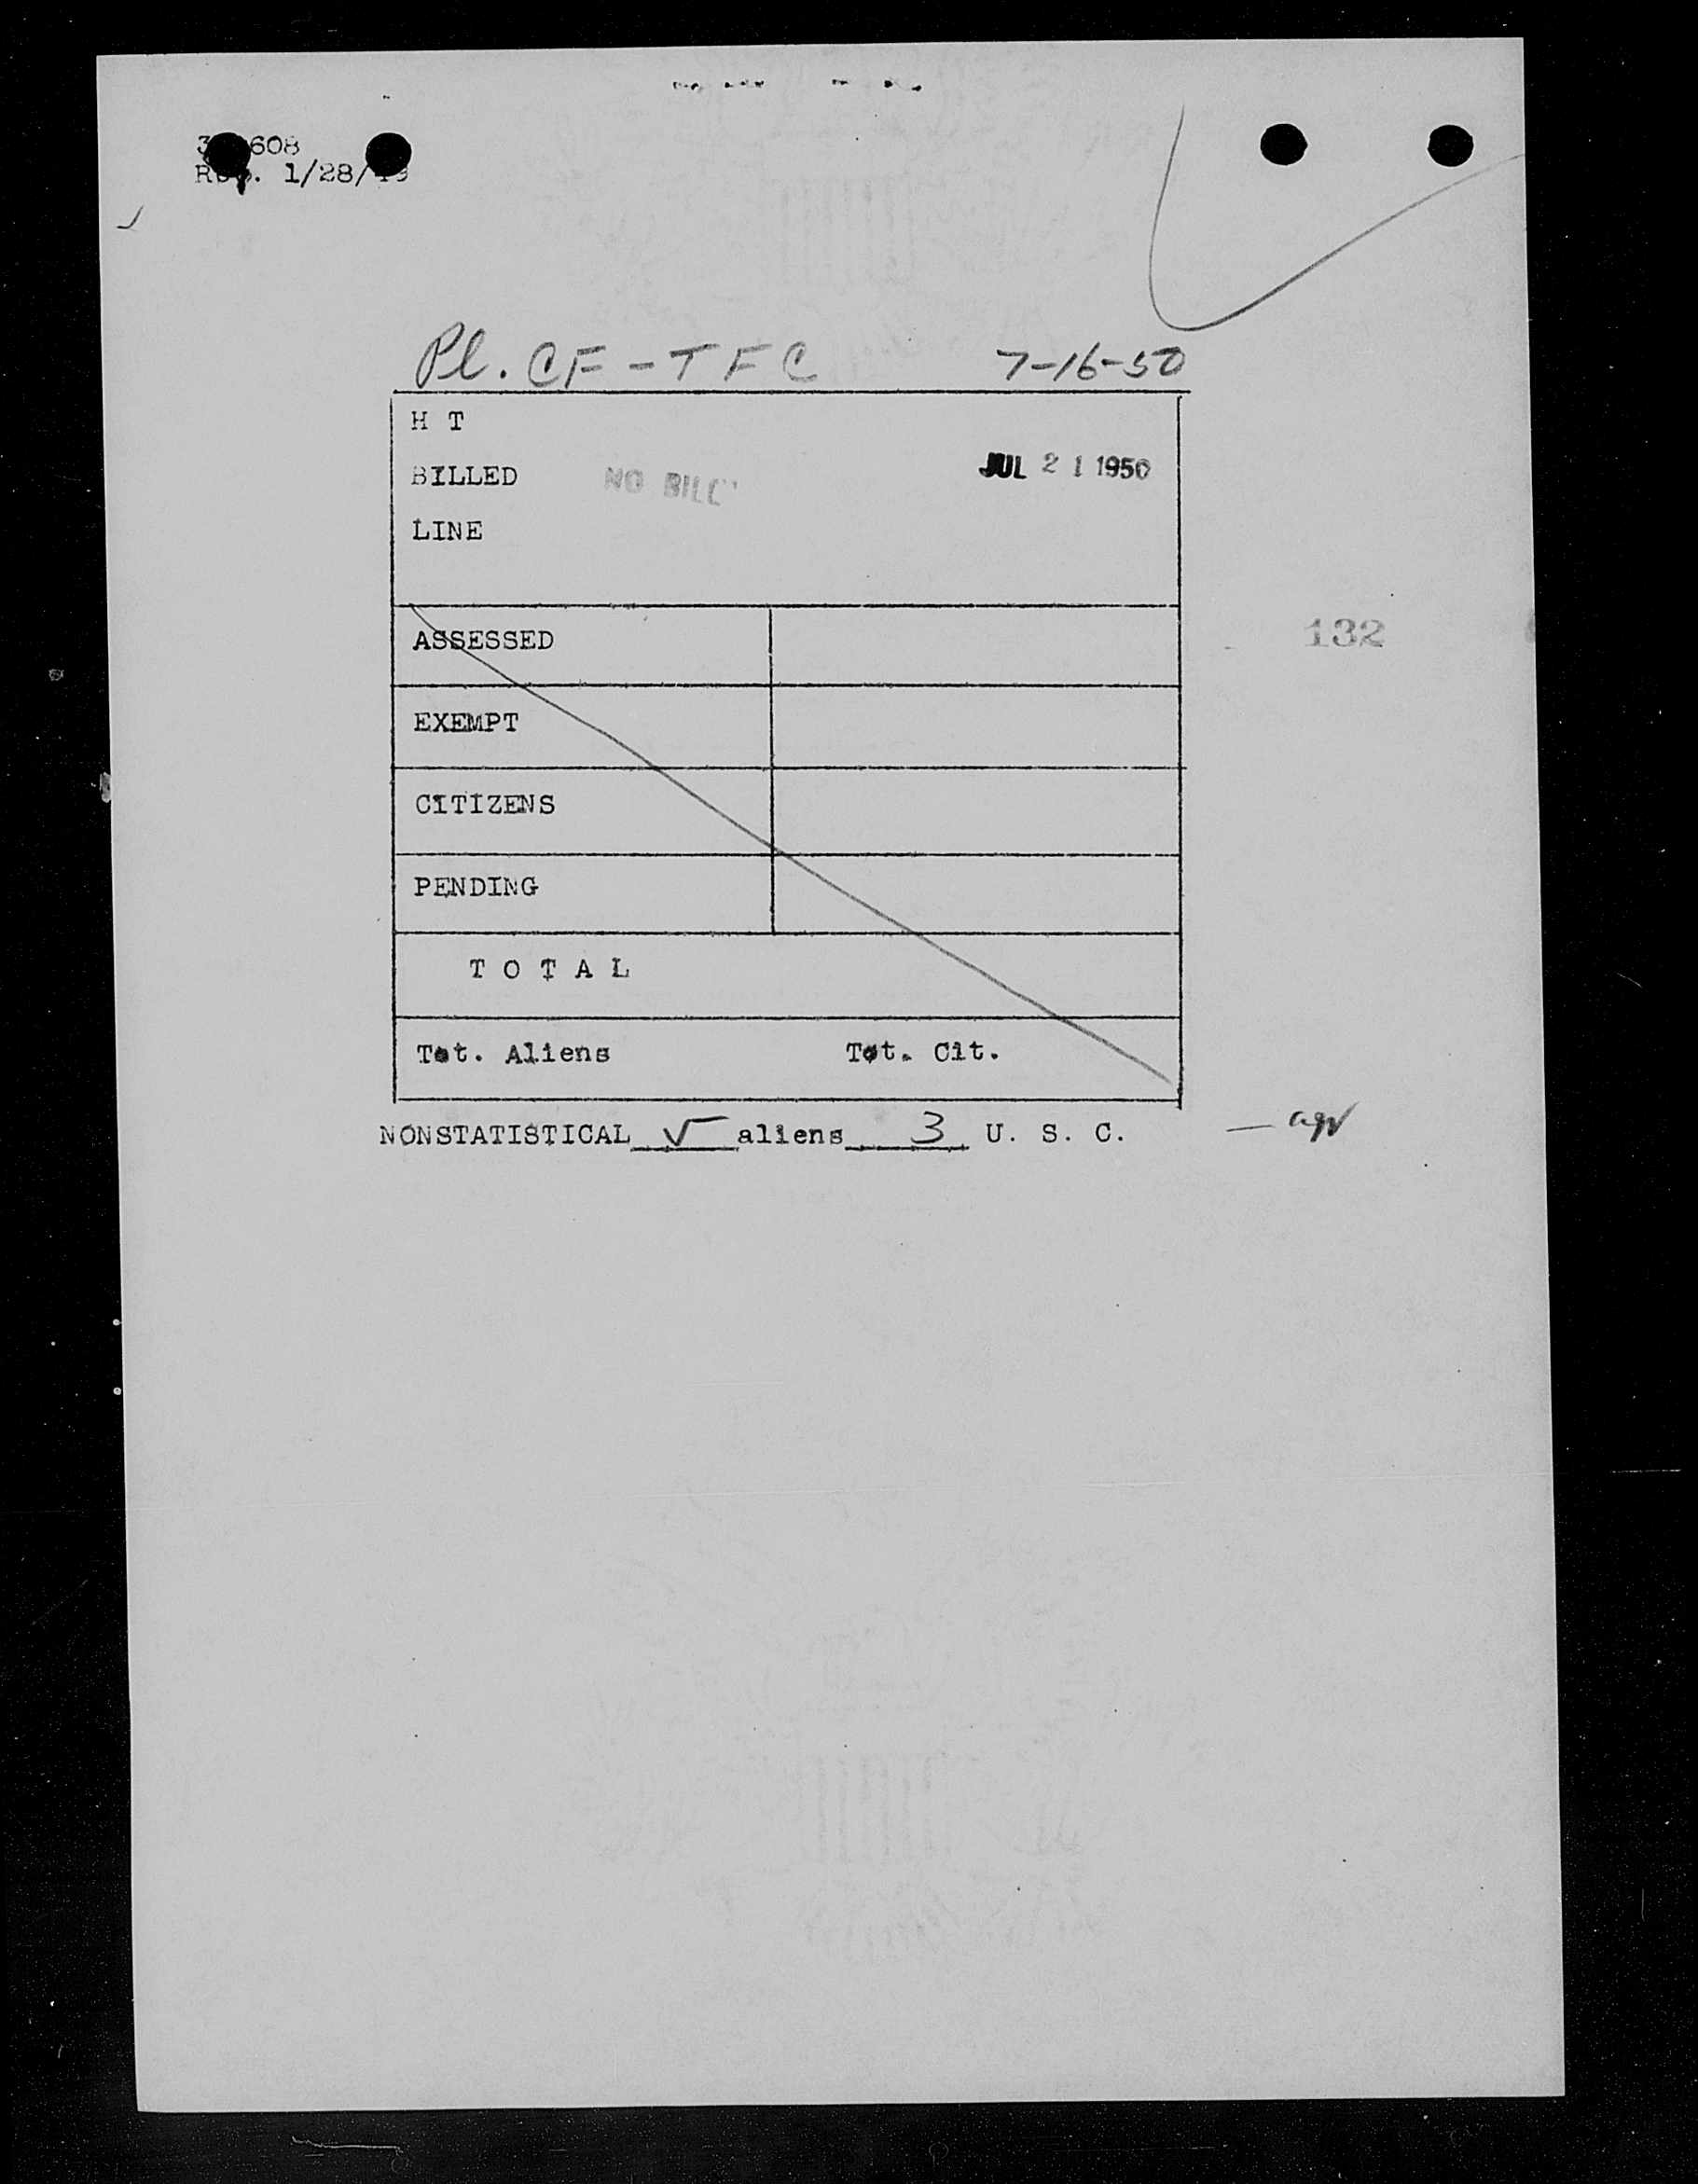 608
1/28/
Pl. CF-TFC 7-16-50
H T
BILLED NO BILL JUL 21 1950
LINE
132
ASSESSED
EXEMPT
CITIZENS
PENDING
T O T A L
Tot. Aliens Tot. Cit.
NONSTATISTICAL √ aliens 3 U. S. C.